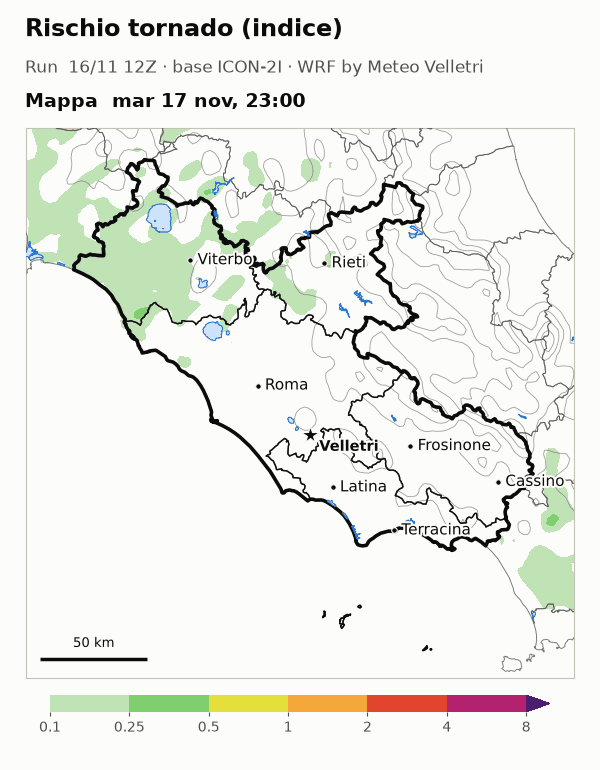 Rischio tornado (indice)
Run  16/11 12Z · base ICON-2I · WRF by Meteo Velletri
Mappa  mar 17 nov, 23:00
Viterbo
Rieti
Roma
Velletri
Frosinone
Latina
Cassino
Terracina
50 km
0.1 0.25 0.5 1 2 4 8